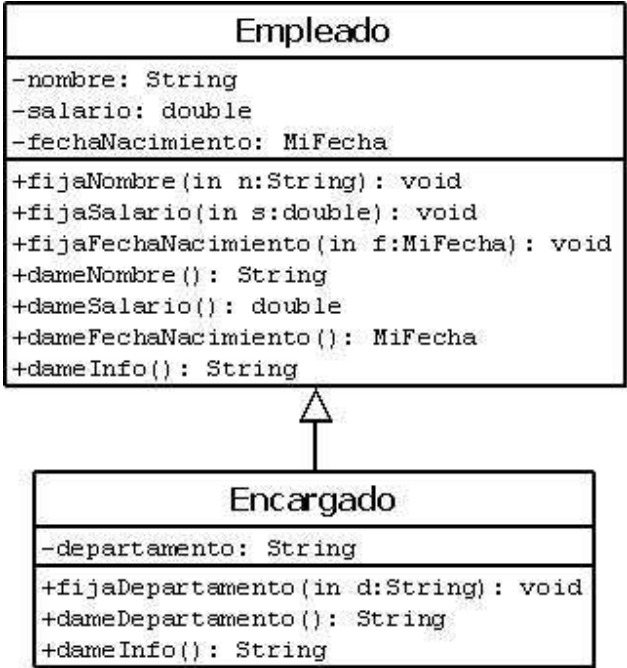 Empleado
-nombre: String
-salario: double
-fechaNacimiento: MiFecha
+fijaNombre(in n:String): void
+fijaSalario(in s:double): void
+fijaFechaNacimiento(in f:MiFecha): void
+dameNombre(): String
+dameSalario(): double
+dameFechaNacimiento(): MiFecha
+dameInfo(): String
Encargado
-departamento: String
+fijaDepartamento(in d:String): void
+dameDepartamento(): String
+dameInfo(): String